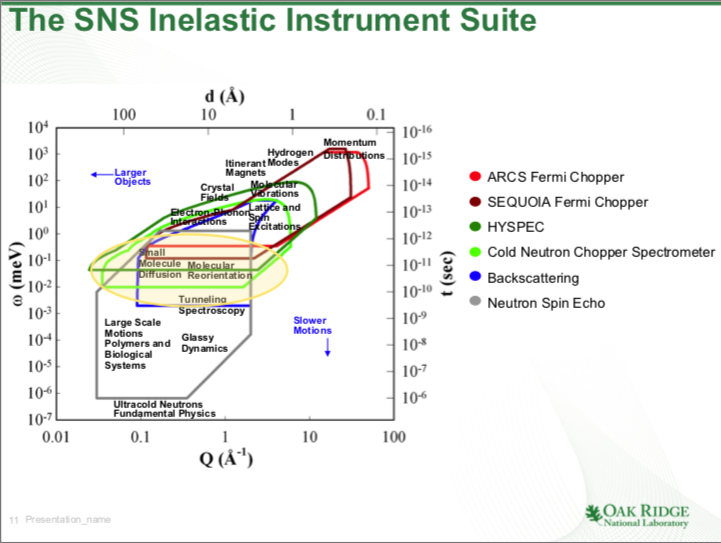 The SNS Inelastic Instrument Suite
d (Å)
100 10 1 0.1
10⁴
10³
10²
10¹
10⁰
10⁻¹
10⁻²
10⁻³
10⁻⁴
10⁻⁵
10⁻⁶
10⁻⁷
ω (meV)
Larger
Objects
Momentum
Distributions
Hydrogen
Modes
Itinerant
Magnets
Molecular
Vibrations
Crystal
Fields
Lattice and
Spin
Excitations
Electron-Phonon
Interactions
Small
Molecule
Diffusion
Molecular
Reorientation
Tunneling
Spectroscopy
Large Scale
Motions
Polymers and
Biological
Systems
Glassy
Dynamics
Slower
Motions
Ultracold Neutrons
Fundamental Physics
10⁻¹⁶
10⁻¹⁵
10⁻¹⁴
10⁻¹³
10⁻¹²
10⁻¹¹
10⁻¹⁰
10⁻⁹
10⁻⁸
10⁻⁷
10⁻⁶
t (sec)
0.01 0.1 1 10 100
Q (Å⁻¹)
ARCS Fermi Chopper
SEQUOIA Fermi Chopper
HYSPEC
Cold Neutron Chopper Spectrometer
Backscattering
Neutron Spin Echo
11 Presentation_name
OAK RIDGE
National Laboratory